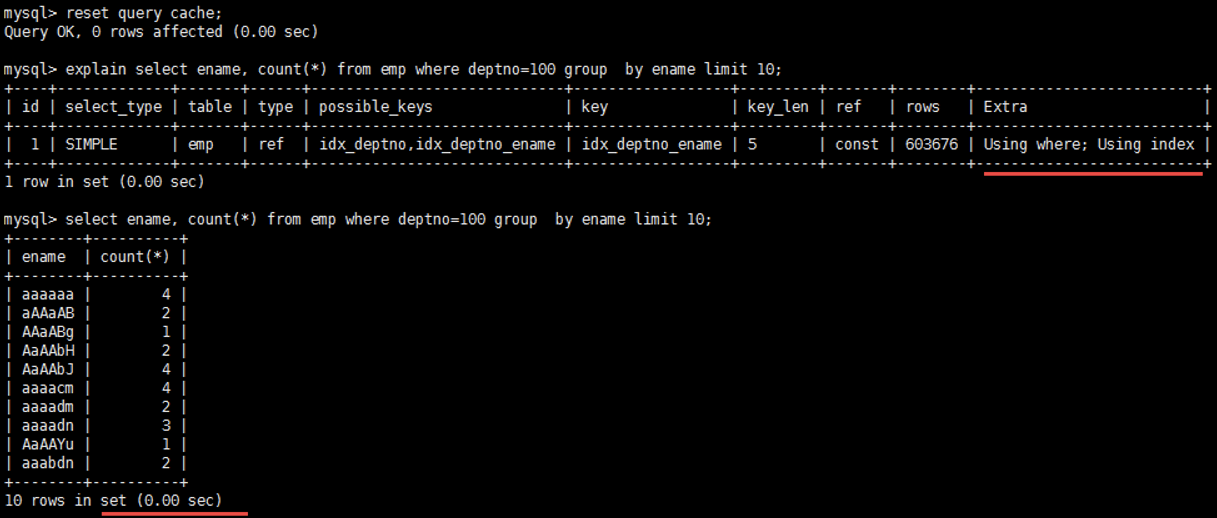 mysql> reset query cache;
Query OK, 0 rows affected (0.00 sec)
mysql> explain select ename, count(*) from emp where deptno=100 group  by ename limit 10;
+----+-------------+-------+------+---------------------------+------------------+---------+-------+--------+--------------------------+
| id | select_type | table | type | possible_keys             | key              | key_len | ref   | rows   | Extra                    |
+----+-------------+-------+------+---------------------------+------------------+---------+-------+--------+--------------------------+
|  1 | SIMPLE      | emp   | ref  | idx_deptno,idx_deptno_ename | idx_deptno_ename | 5       | const | 603676 | Using where; Using index |
+----+-------------+-------+------+---------------------------+------------------+---------+-------+--------+--------------------------+
1 row in set (0.00 sec)
mysql> select ename, count(*) from emp where deptno=100 group  by ename limit 10;
+--------+----------+
| ename  | count(*) |
+--------+----------+
| aaaaaa |        4 |
| aAAaAB |        2 |
| AAaABg |        1 |
| AaAAbH |        2 |
| AaAAbJ |        4 |
| aaaacm |        4 |
| aaaadm |        2 |
| aaaadn |        3 |
| AaAAYu |        1 |
| aaabdn |        2 |
+--------+----------+
10 rows in set (0.00 sec)